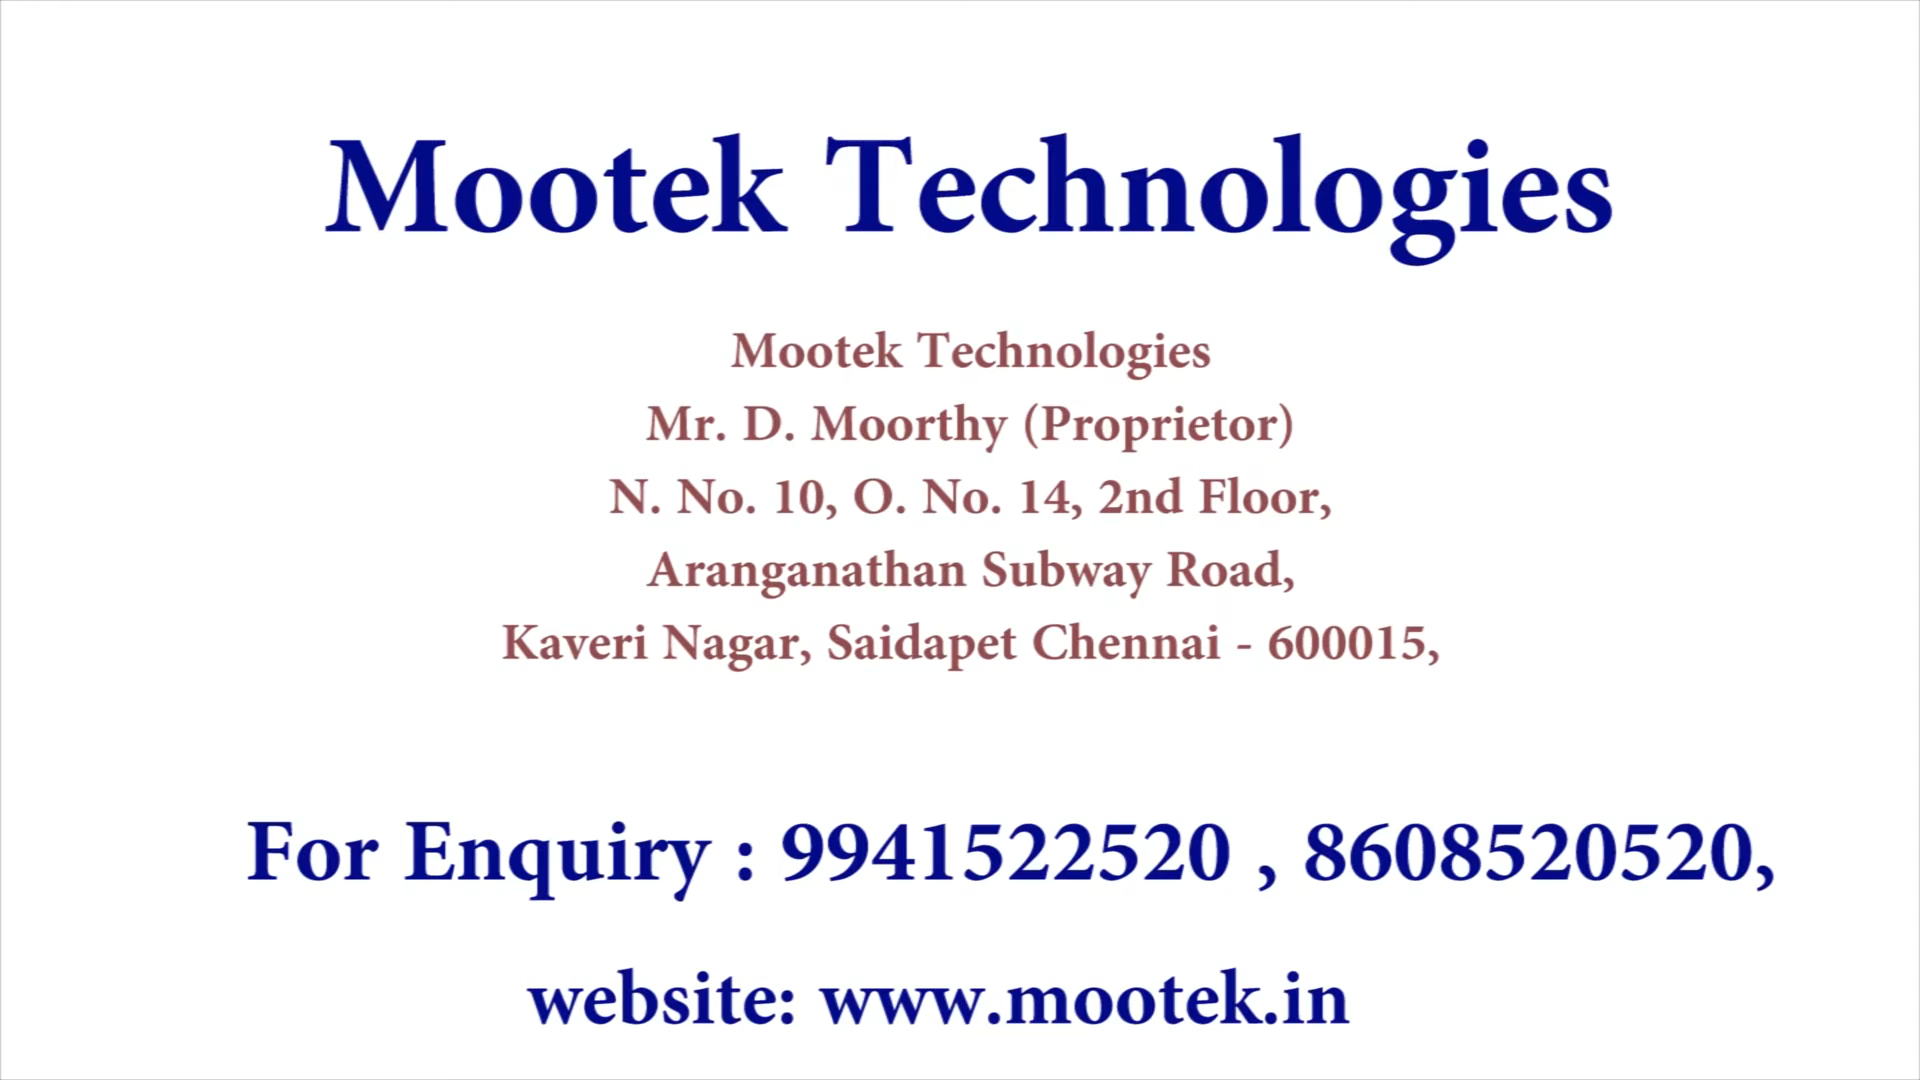 Mootek Technologies
Mootek Technologies
Mr. D. Moorthy (Proprietor)
N. No. 10, O. No. 14, 2nd Floor,
Aranganathan Subway Road,
Kaveri Nagar, Saidapet Chennai - 600015,
For Enquiry : 9941522520 , 8608520520,
website: www.mootek.in